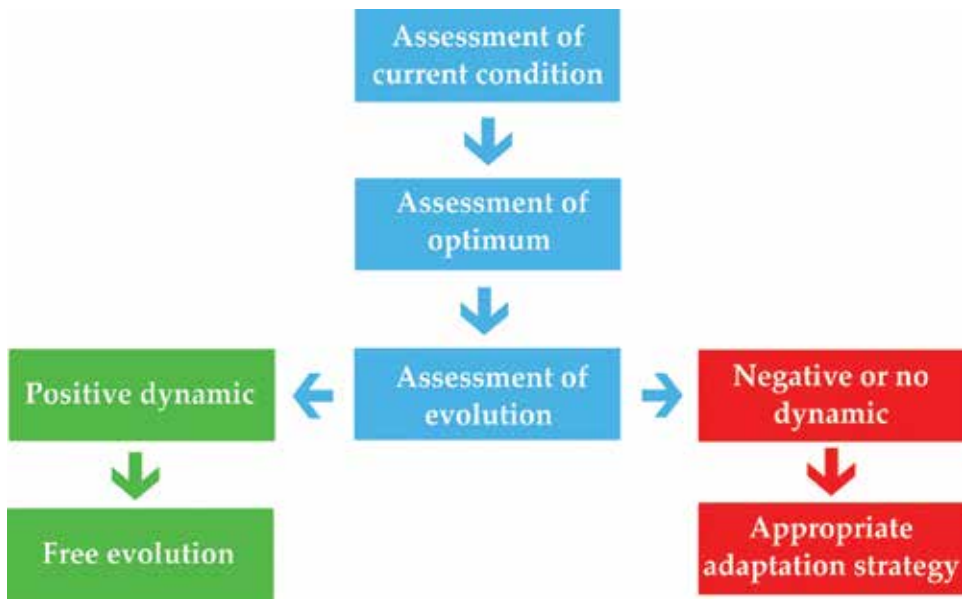 Assessment of
current condition
Assessment of
optimum
Positive dynamic
Assessment of
evolution
Negative or no
dynamic
Free evolution
Appropriate
adaptation strategy